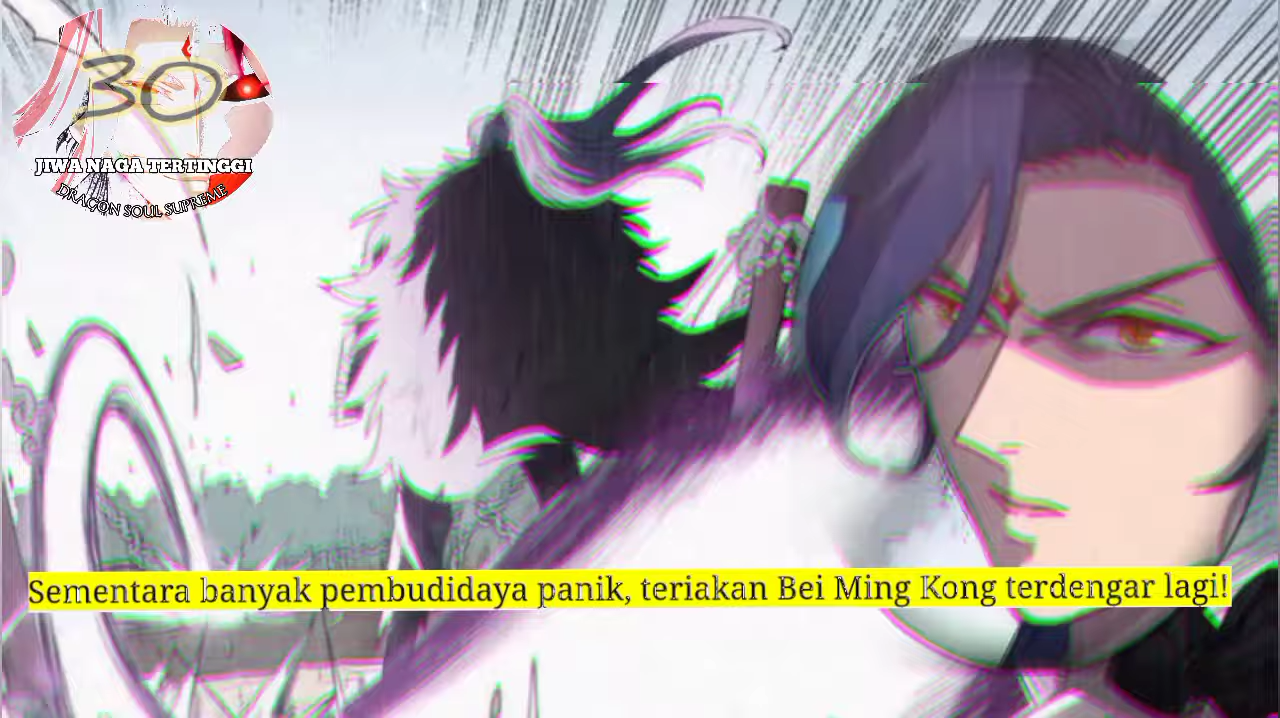 30
JIWA NAGA TERTINGGI
DRAGON SOUL SUPREME
Sementara banyak pembudidaya panik, teriakan Bei Ming Kong terdengar lagi!